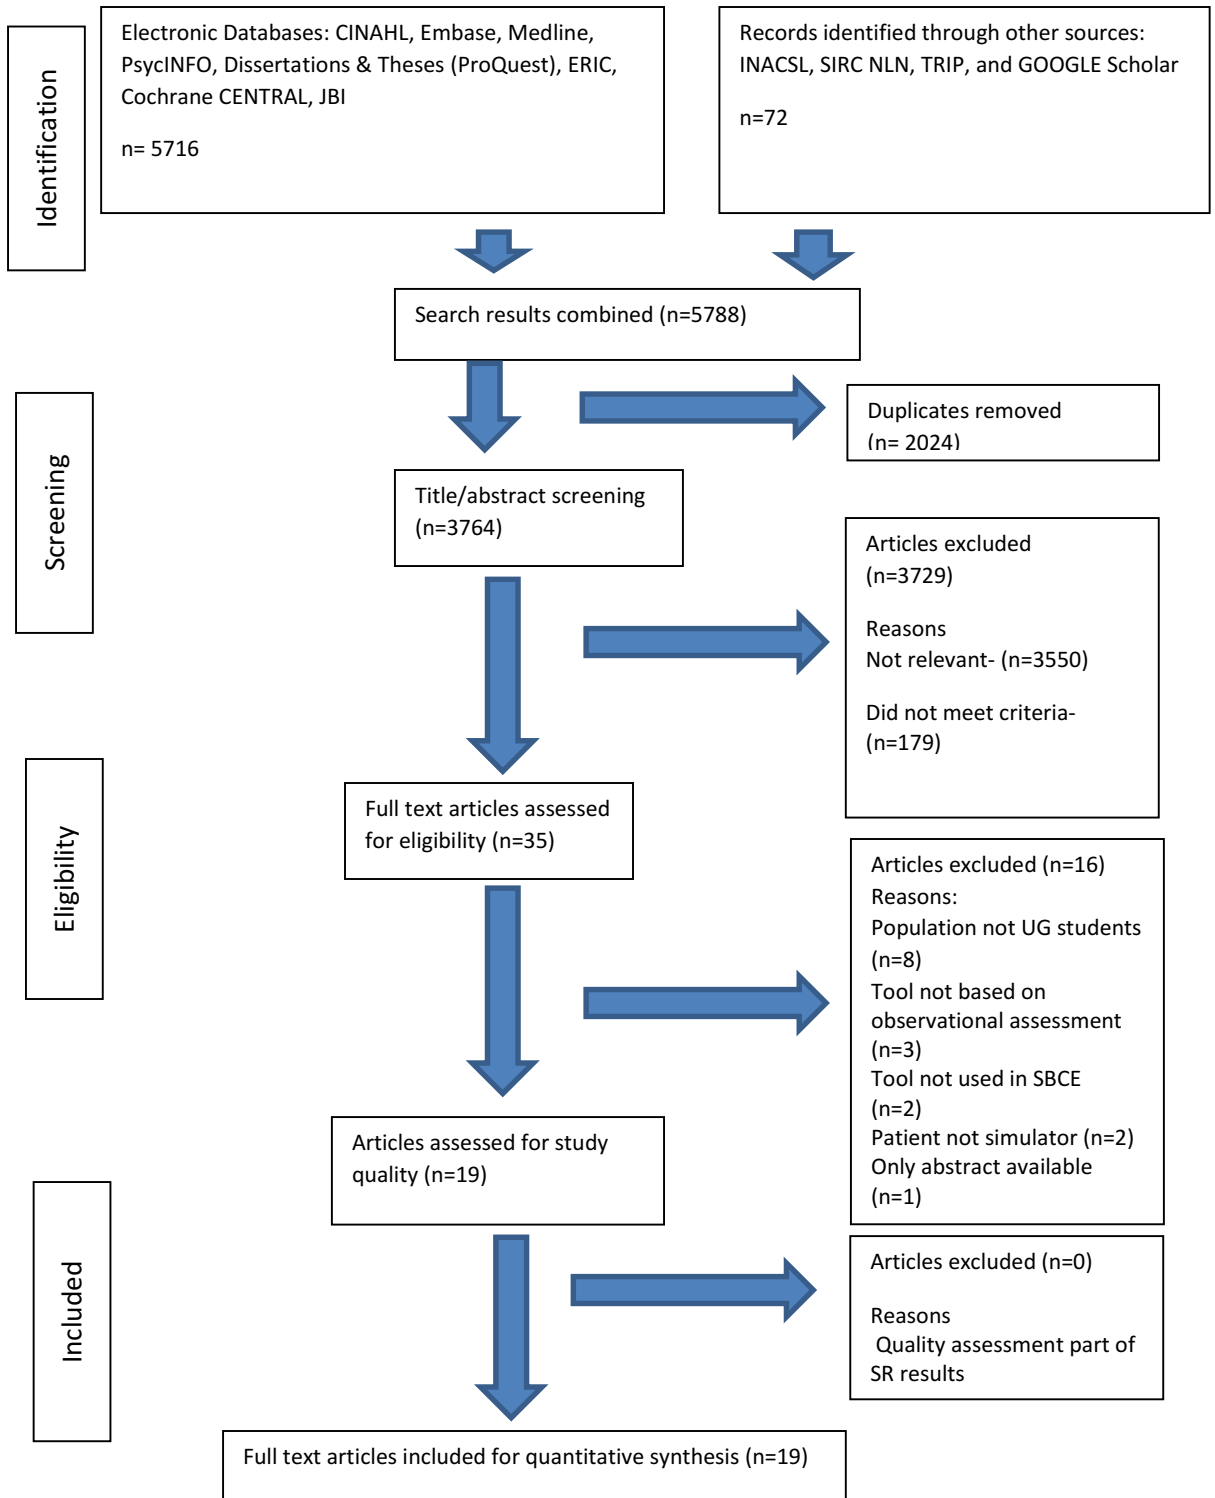 Identification
Electronic Databases: CINAHL, Embase, Medline,
PsycINFO, Dissertations & Theses (ProQuest), ERIC,
Cochrane CENTRAL, JBI
n= 5716
Records identified through other sources:
INACSL, SIRC NLN, TRIP, and GOOGLE Scholar
n=72
Search results combined (n=5788)
Duplicates removed
(n= 2024)
Screening
Title/abstract screening
(n=3764)
Articles excluded
(n=3729)
Reasons
Not relevant- (n=3550)
Did not meet criteria-
(n=179)
Eligibility
Full text articles assessed
for eligibility (n=35)
Articles excluded (n=16)
Reasons:
Population not UG students
(n=8)
Tool not based on
observational assessment
(n=3)
Tool not used in SBCE
(n=2)
Patient not simulator (n=2)
Only abstract available
(n=1)
Articles assessed for study
quality (n=19)
Included
Articles excluded (n=0)
Reasons
Quality assessment part of
SR results
Full text articles included for quantitative synthesis (n=19)